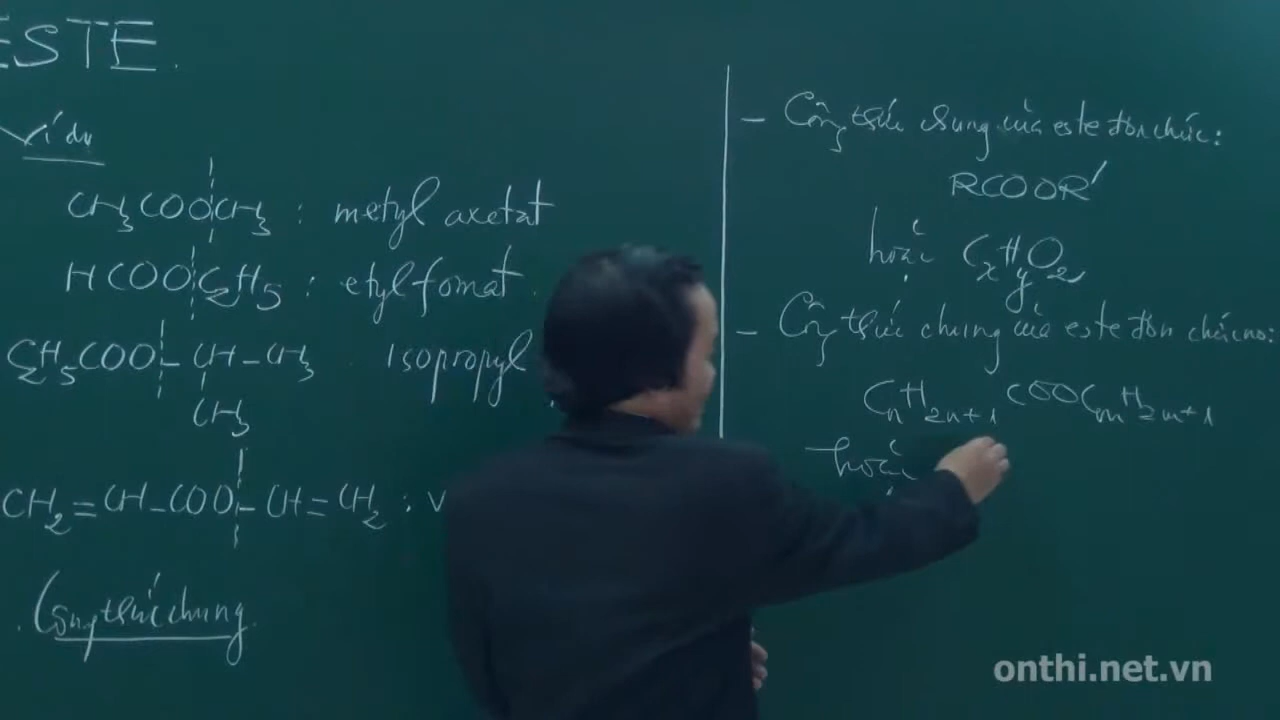 ESTE.
Ví dụ
CH3COOCH3 : metyl axetat
HCOOC2H5 : etyl fomat.
C2H5COO - CH - CH3 isopropyl
CH3
CH2 = CH - COO - CH = CH2 : v
Công thức chung
- Công thức chung của este đơn chức:
RCOOR'
hoặc CxHyO2
- Công thức chung của este đơn chức no:
CnH2n+1COOCmH2m+1
hoặc
onthi.net.vn